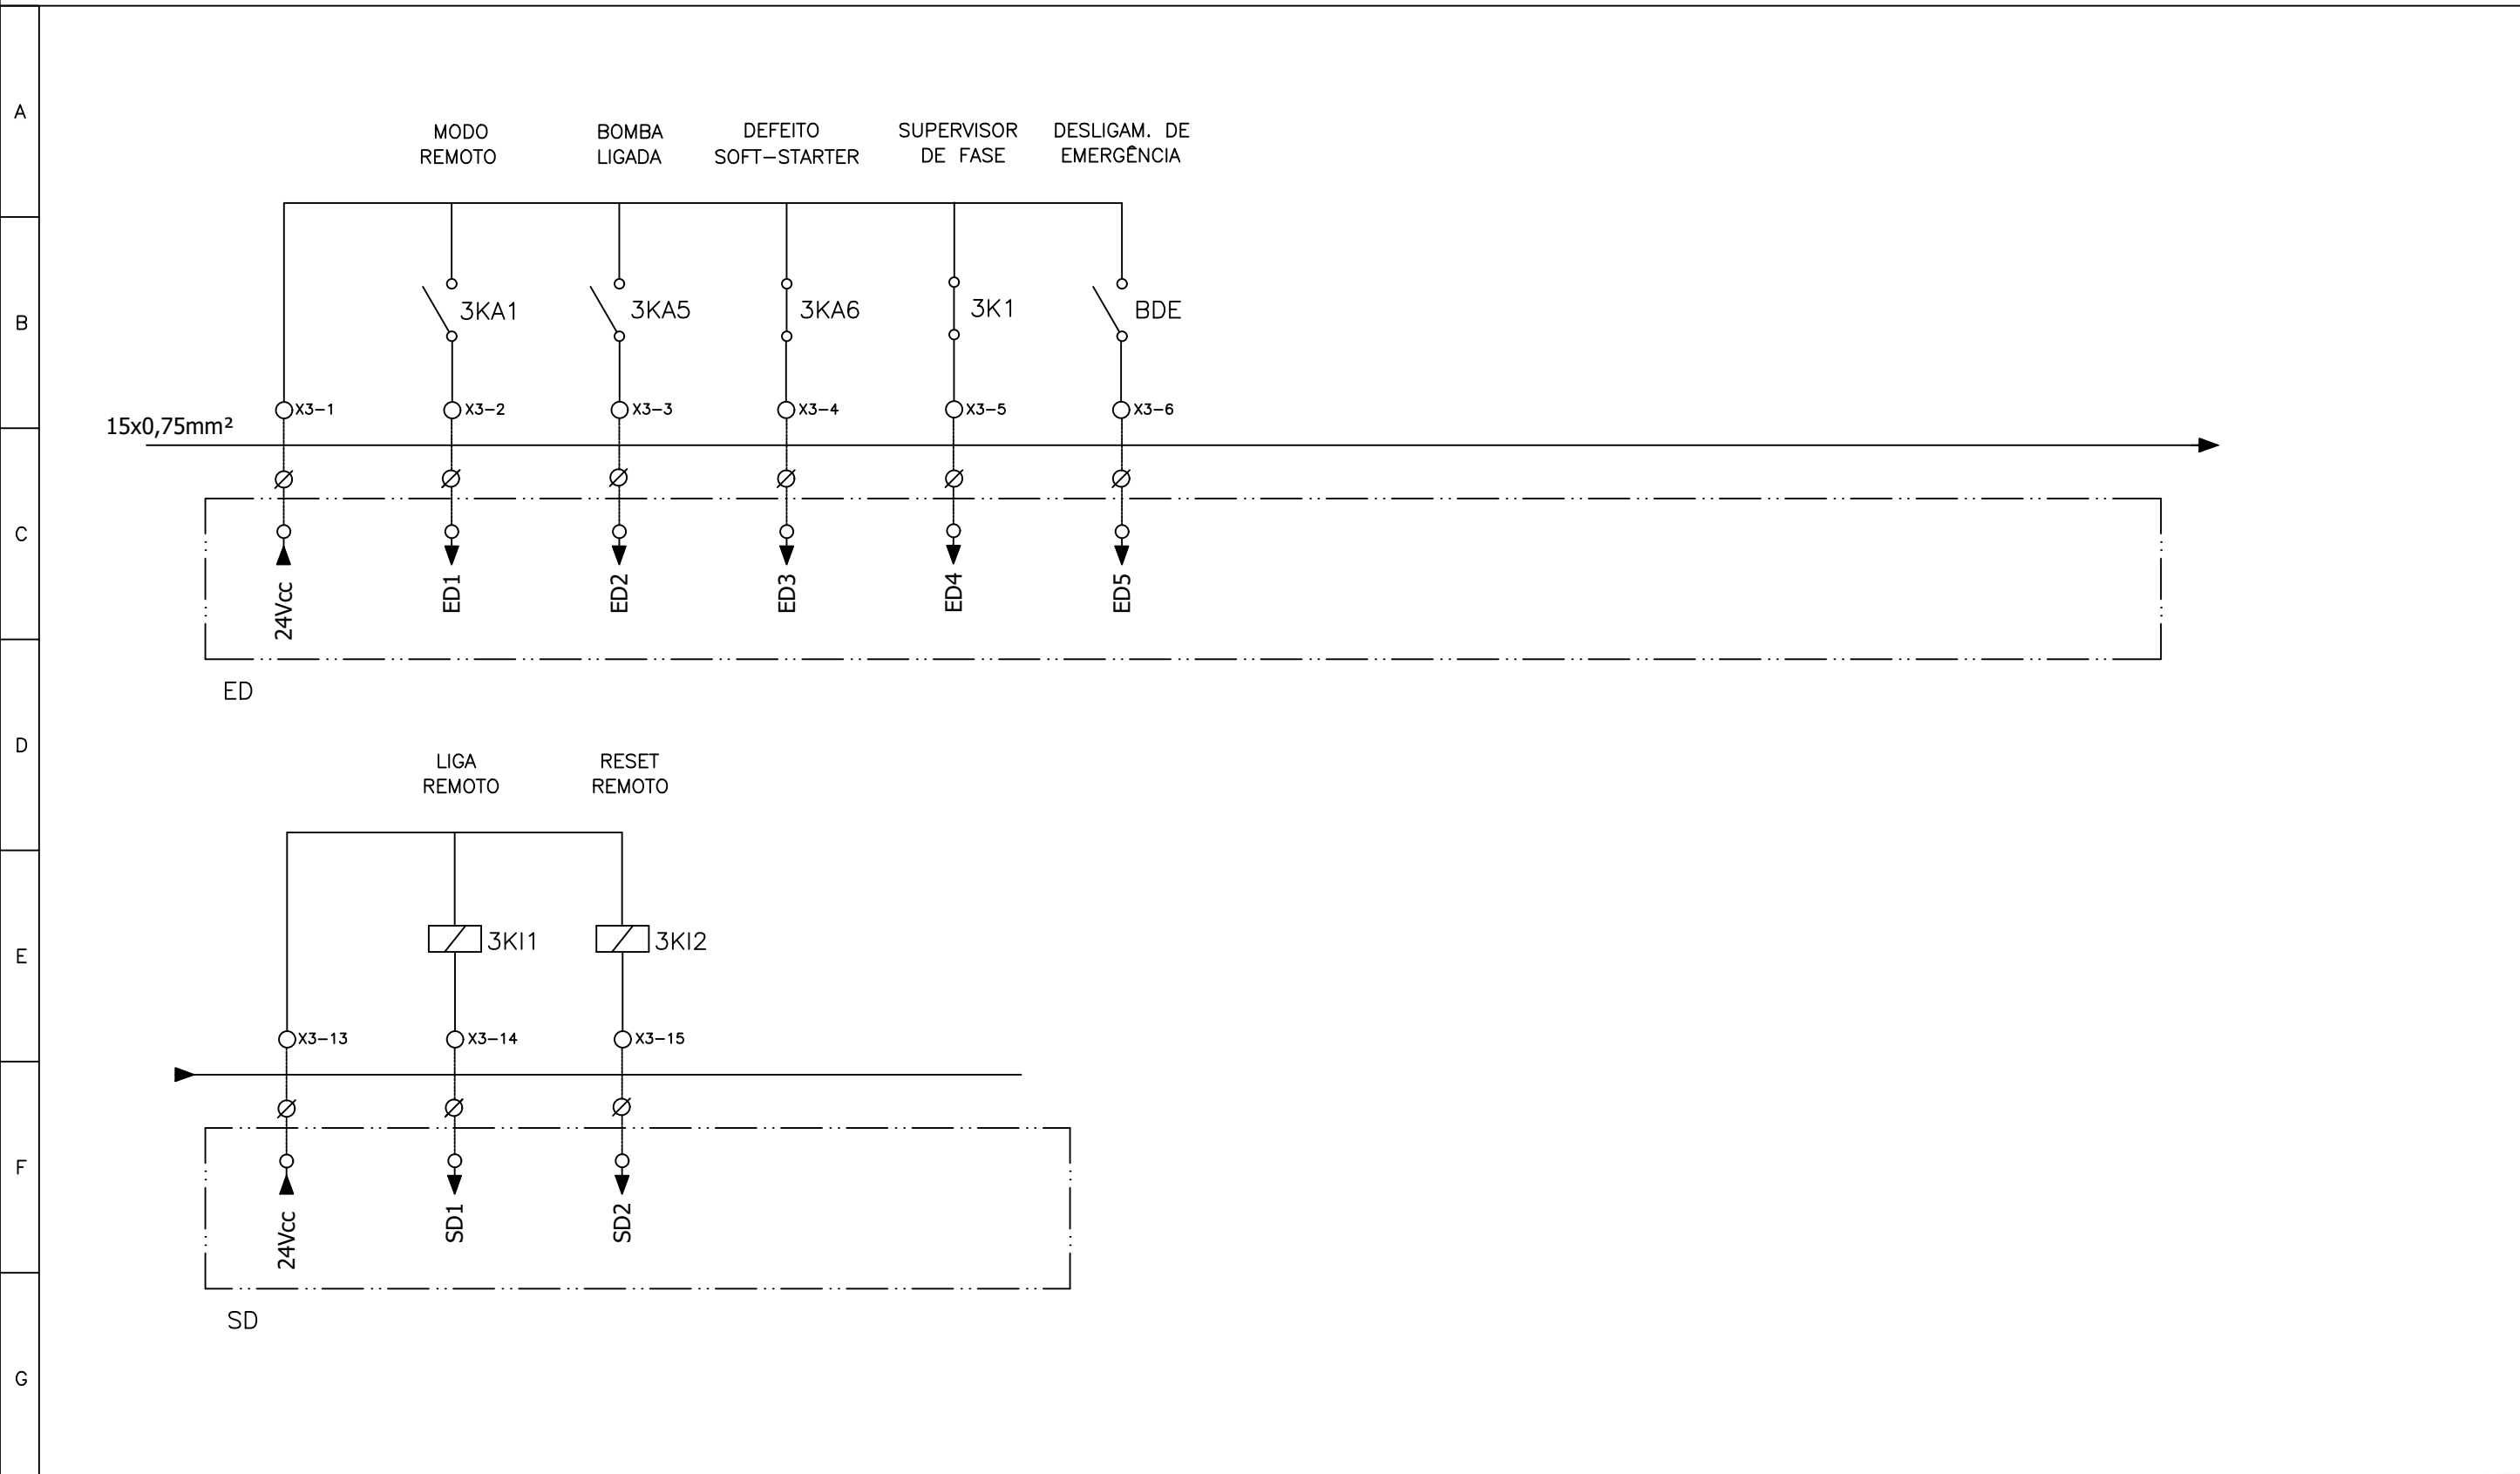 A
MODO
REMOTO
BOMBA
LIGADA
DEFEITO
SOFT-STARTER
SUPERVISOR
DE FASE
DESLIGAM. DE
EMERGÊNCIA
B
3KA1
3KA5
3KA6
3K1
BDE
X3-1
X3-2
X3-3
X3-4
X3-5
X3-6
15x0,75mm²
C
24Vcc
ED1
ED2
ED3
ED4
ED5
ED
D
LIGA
REMOTO
RESET
REMOTO
E
3KI1
3KI2
X3-13
X3-14
X3-15
F
24Vcc
SD1
SD2
SD
G